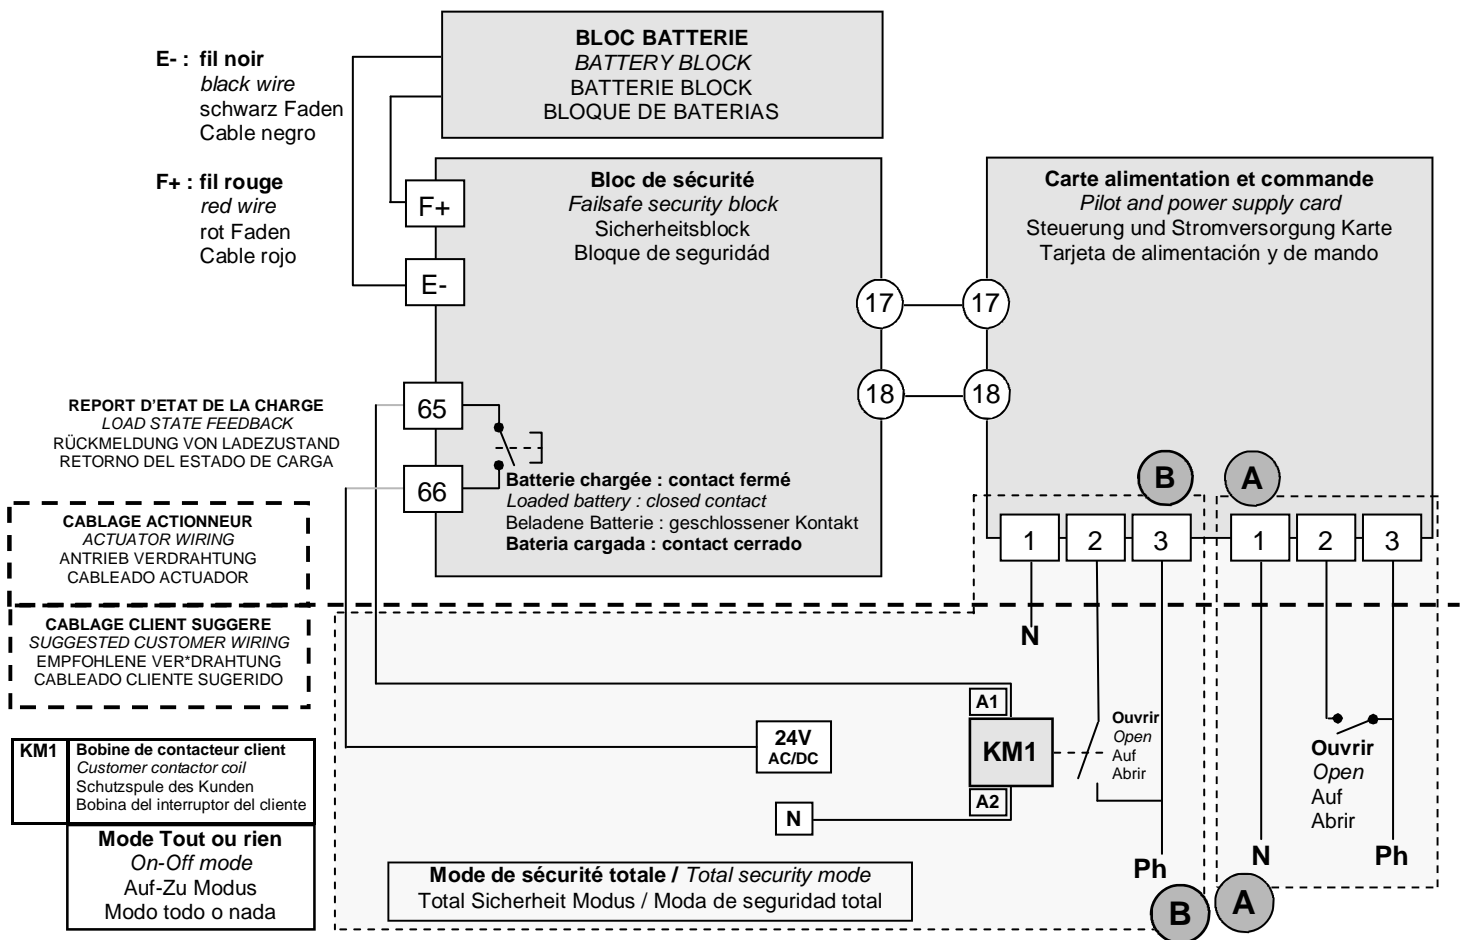 BLOC BATTERIE
BATTERY BLOCK
BATTERIE BLOCK
BLOQUE DE BATERIAS
E- : fil noir
black wire
schwarz Faden
Cable negro
F+ : fil rouge
red wire
rot Faden
Cable rojo
F+
E-
Bloc de sécurité
Failsafe security block
Sicherheitsblock
Bloque de seguridád
17
18
Carte alimentation et commande
Pilot and power supply card
Steuerung und Stromversorgung Karte
Tarjeta de alimentación y de mando
17
18
REPORT D'ETAT DE LA CHARGE
LOAD STATE FEEDBACK
RÜCKMELDUNG VON LADEZUSTAND
RETORNO DEL ESTADO DE CARGA
65
66
Batterie chargée : contact fermé
Loaded battery : closed contact
Beladene Batterie : geschlossener Kontakt
Bateria cargada : contact cerrado
B
A
1 2 3
1 2 3
CABLAGE ACTIONNEUR
ACTUATOR WIRING
ANTRIEB VERDRAHTUNG
CABLEADO ACTUADOR
CABLAGE CLIENT SUGGERE
SUGGESTED CUSTOMER WIRING
EMPFOHLENE VER*DRAHTUNG
CABLEADO CLIENTE SUGERIDO
N
A1
KM1
A2
24V
AC/DC
N
Ouvrir
Open
Auf
Abrir
Ouvrir
Open
Auf
Abrir
Ph
N
Ph
B
A
KM1
Bobine de contacteur client
Customer contactor coil
Schutzspule des Kunden
Bobina del interruptor del cliente
Mode Tout ou rien
On-Off mode
Auf-Zu Modus
Modo todo o nada
Mode de sécurité totale / Total security mode
Total Sicherheit Modus / Moda de seguridad total